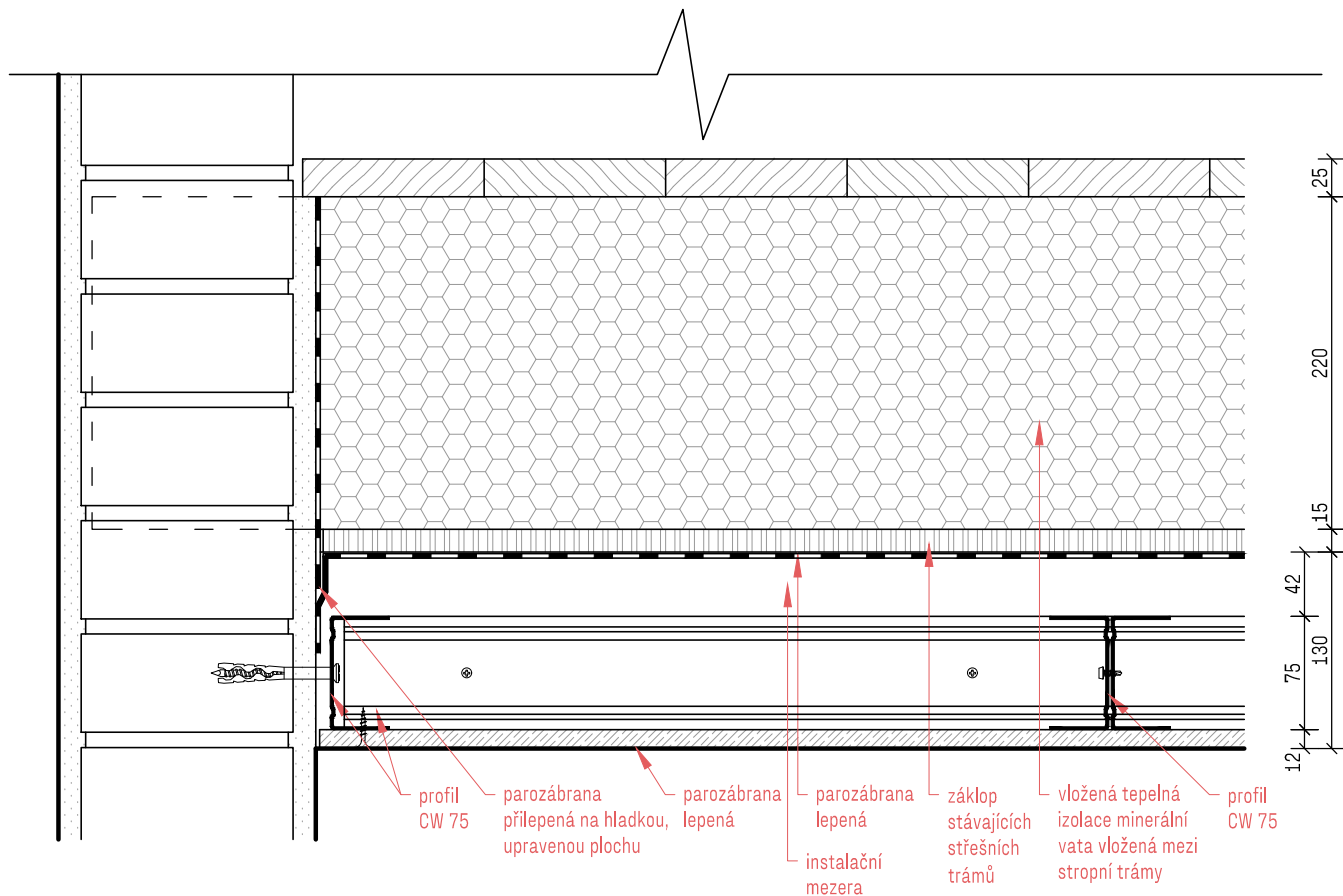 25
220
15
42
130
75
12
profil
CW 75
parozábrana
přilepená na hladkou,
upravenou plochu
parozábrana
lepená
parozábrana
lepená
instalační
mezera
záklop
stávajících
střešních
trámů
vložená tepelná
izolace minerální
vata vložená mezi
stropní trámy
profil
CW 75